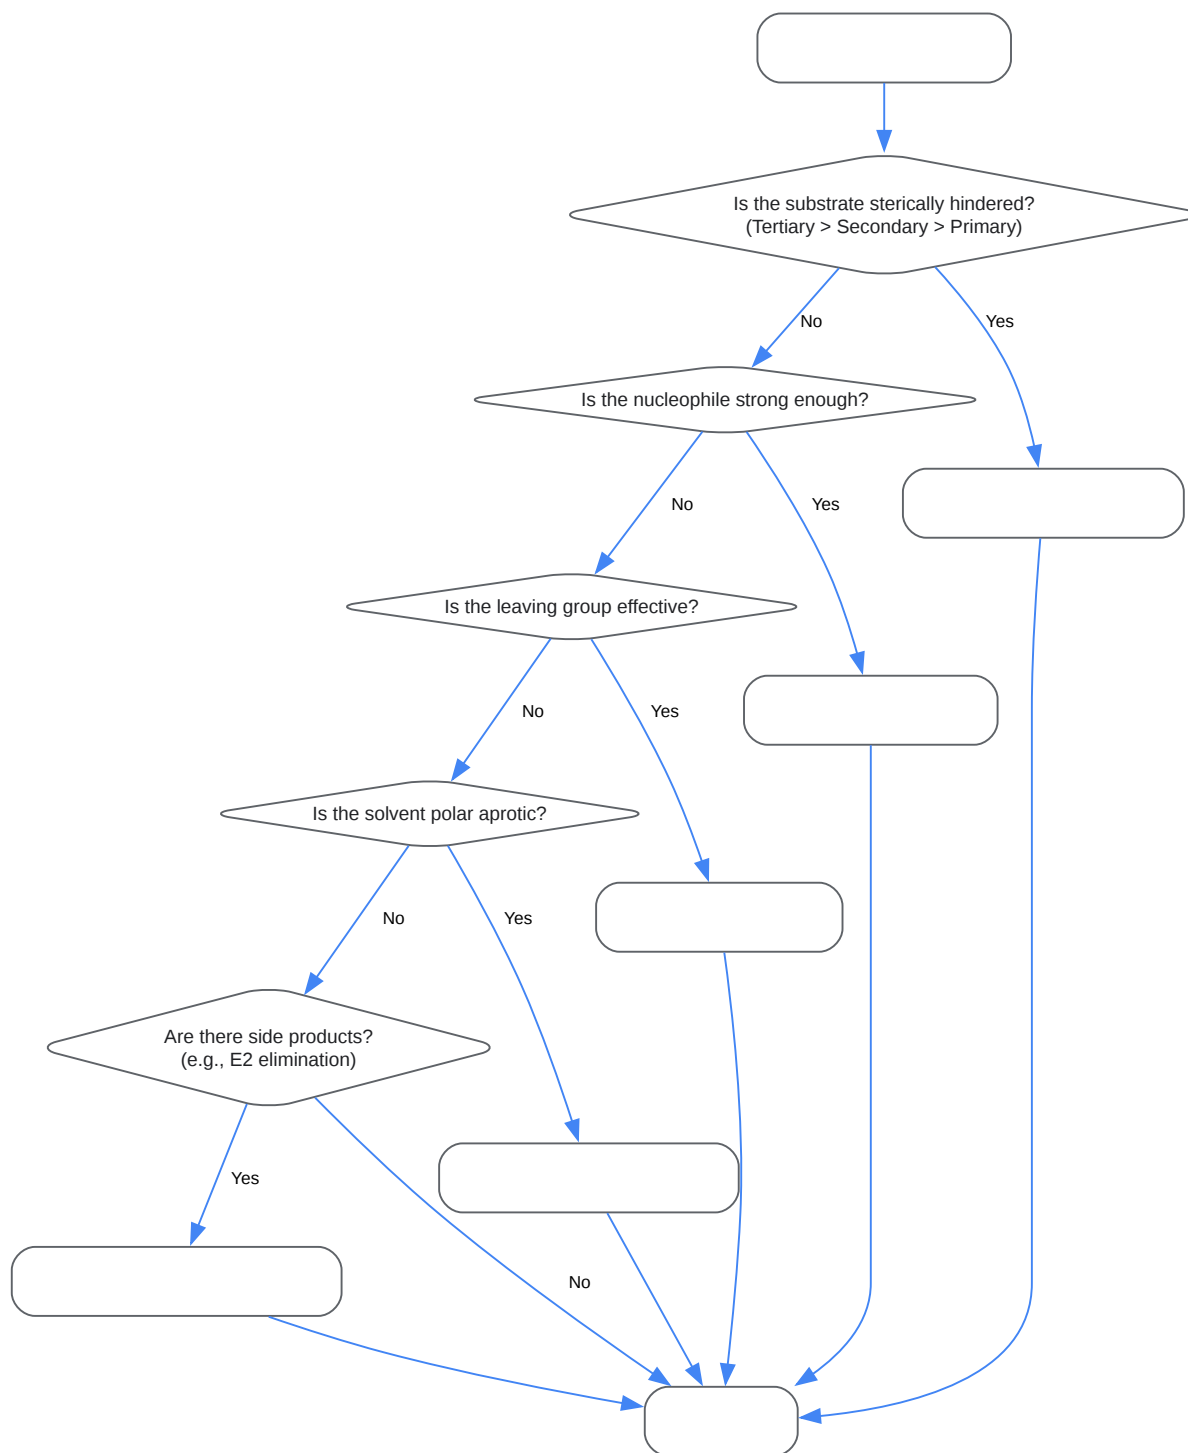 Is the substrate sterically hindered?
(Tertiary > Secondary > Primary)
No
Yes
Is the nucleophile strong enough?
No
Yes
Is the leaving group effective?
No
Yes
Is the solvent polar aprotic?
No
Yes
Are there side products?
(e.g., E2 elimination)
Yes
No